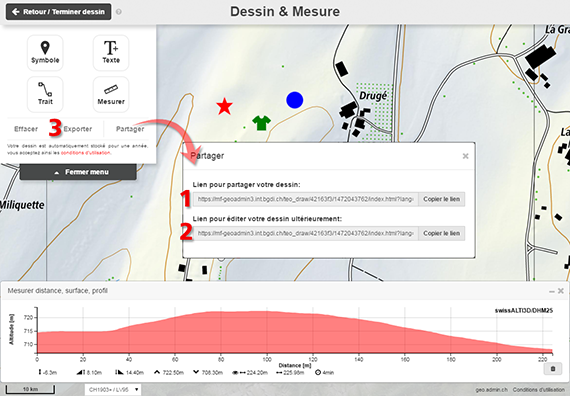 Retour / Terminer dessin
Dessin & Mesure
Symbole
Texte
Trait
Mesurer
Effacer
3
Exporter
Partager
Votre dessin est automatiquement stocké pour une année,
vous acceptez ainsi les conditions d'utilisation.
Fermer menu
Drugé
La Gra
La
Miliquette
Partager
Lien pour partager votre dessin:
1
https://mf-geoadmin3.int.bgdi.ch/teo_draw/42163f3/1472043762/index.html?lang=
Copier le lien
Lien pour éditer votre dessin ultérieurement:
2
https://mf-geoadmin3.int.bgdi.ch/teo_draw/42163f3/1472043762/index.html?lang=
Copier le lien
Mesurer distance, surface, profil
swissALTI3D/DHM25
Altitude [m]
720
715
710
0 20 40 60 80 100 120 140 160 180 200 220
Distance [m]
-6.3m 8.10m 14.40m 722.50m 708.30m 224.20m 225.98m 4min
10 km
CH1903+ / LV95
geo.admin.ch
Conditions d'utilisation